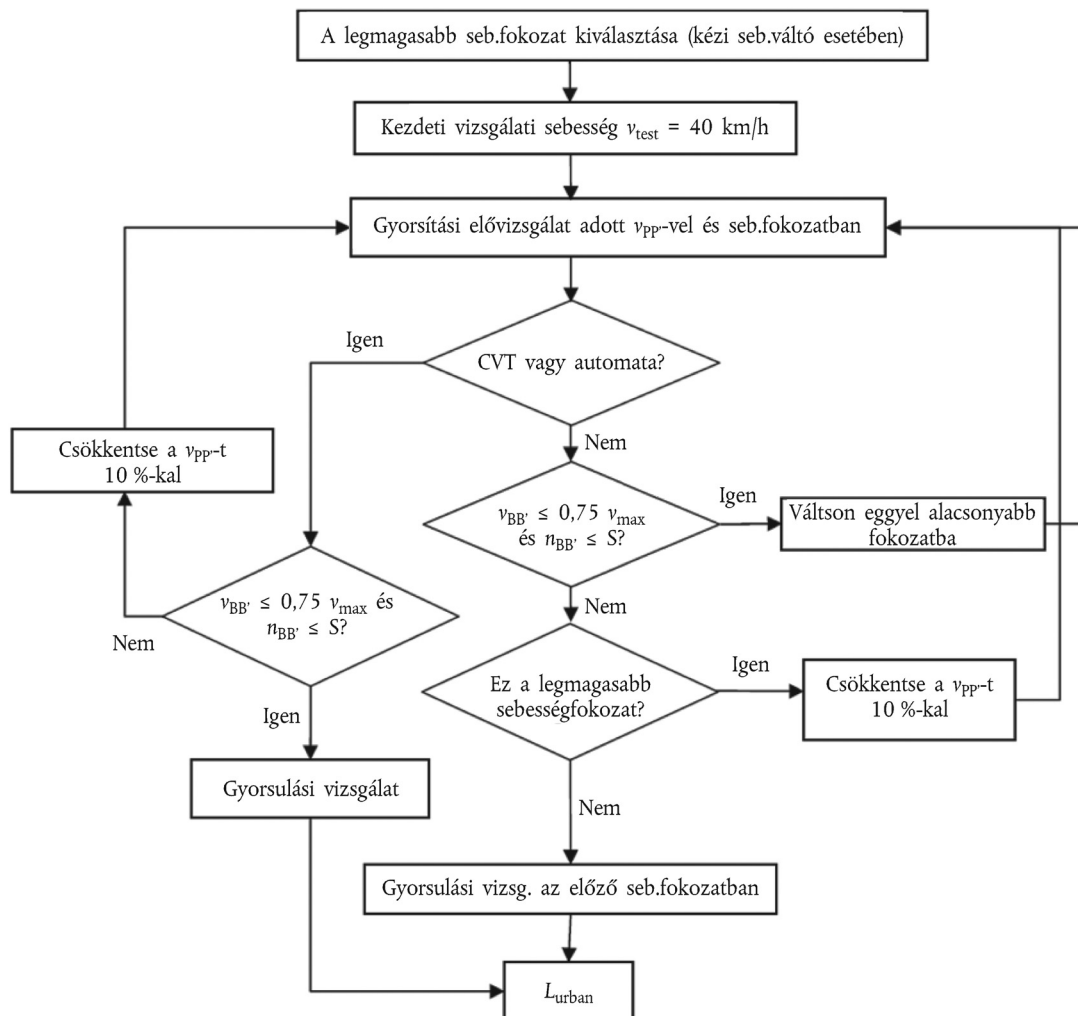 A legmagasabb seb.fokozat kiválasztása (kézi seb.váltó esetében)
Kezdeti vizsgálati sebesség v_test = 40 km/h
Gyorsítási elővizsgálat adott v_PP'-vel és seb.fokozatban
Igen
CVT vagy automata?
Nem
Csökkentse a v_PP'-t
10 %-kal
v_BB' ≤ 0,75 v_max
és n_BB' ≤ S?
Igen
Váltson eggyel alacsonyabb
fokozatba
Nem
v_BB' ≤ 0,75 v_max és
n_BB' ≤ S?
Nem
Igen
Ez a legmagasabb
sebességfokozat?
Igen
Csökkentse a v_PP'-t
10 %-kal
Gyorsulási vizsgálat
Nem
Gyorsulási vizsg. az előző seb.fokozatban
L_urban